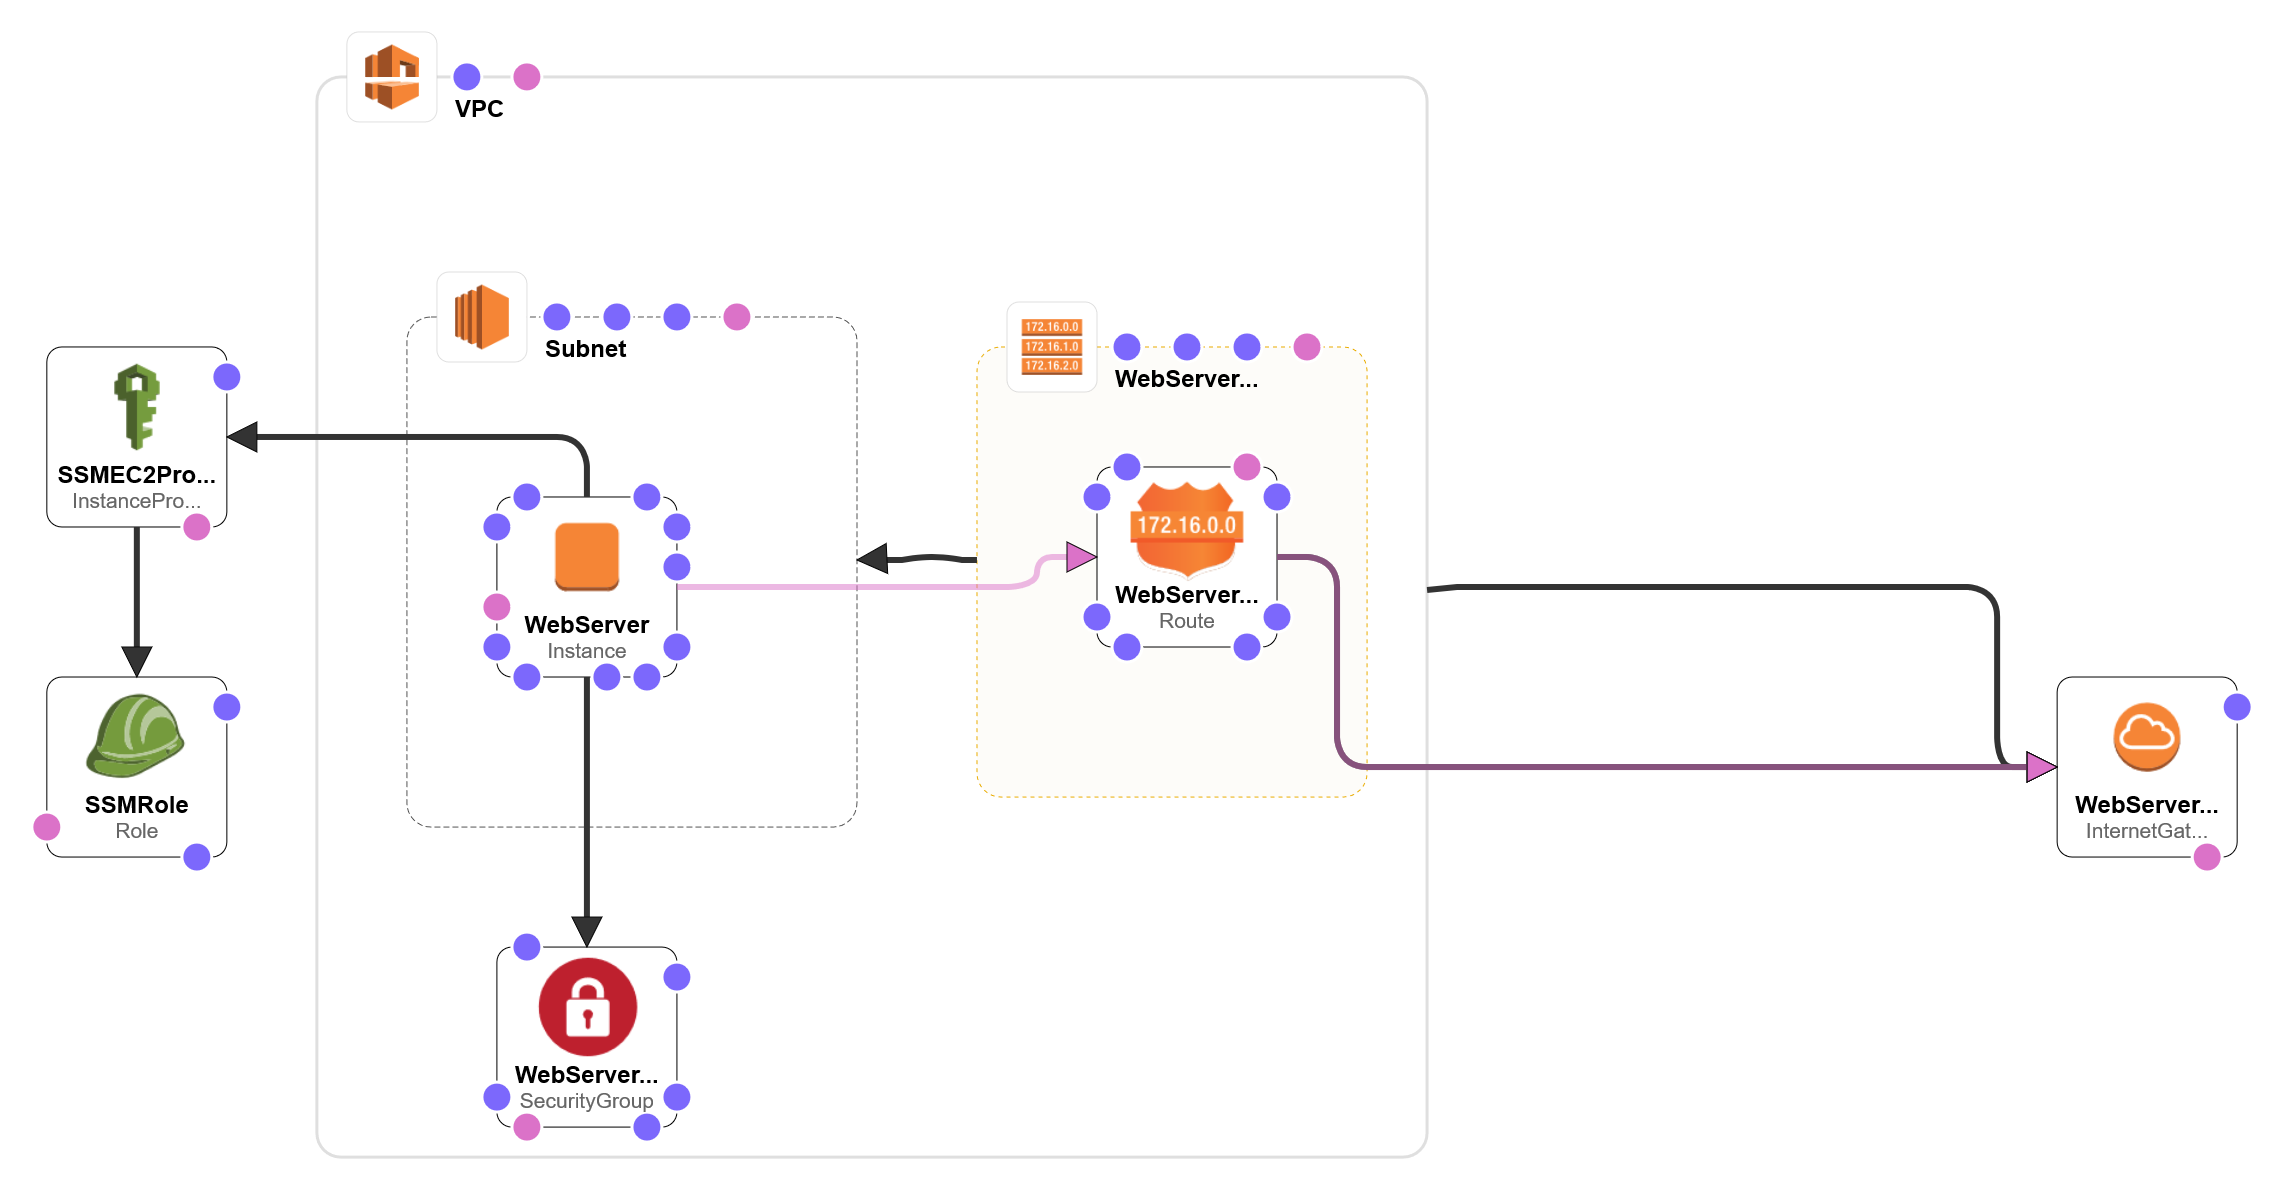 VPC
Subnet
172.16.0.0
172.16.1.0
172.16.2.0
WebServer...
SSMEC2Pro...
InstancePro...
WebServer
Instance
172.16.0.0
WebServer...
Route
SSMRole
Role
WebServer...
InternetGat...
WebServer...
SecurityGroup